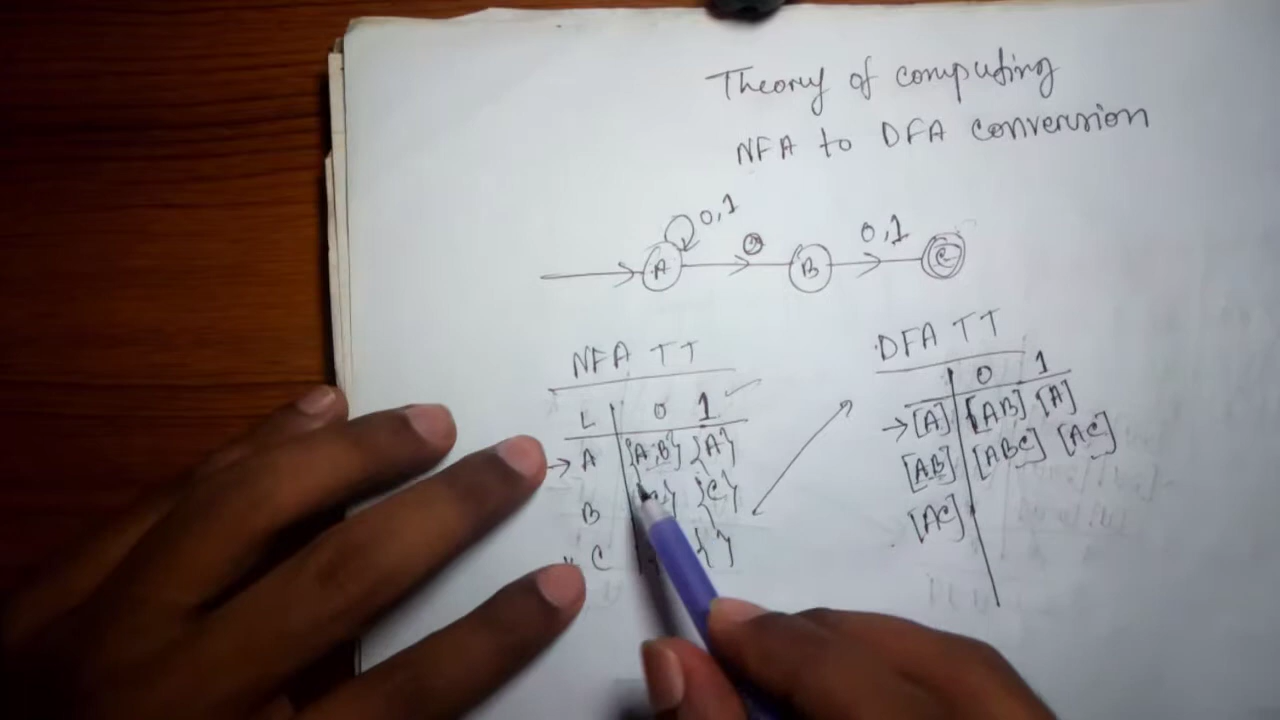 Theory of computing
NFA to DFA conversion
0,1
0 0,1
A B C
NFA TT
L 0 1
→ A {A,B} {A}
B {C} {C}
C { }
DFA TT
0 1
→ [A] [AB] [A]
[AB] [ABC] [AC]
[AC]